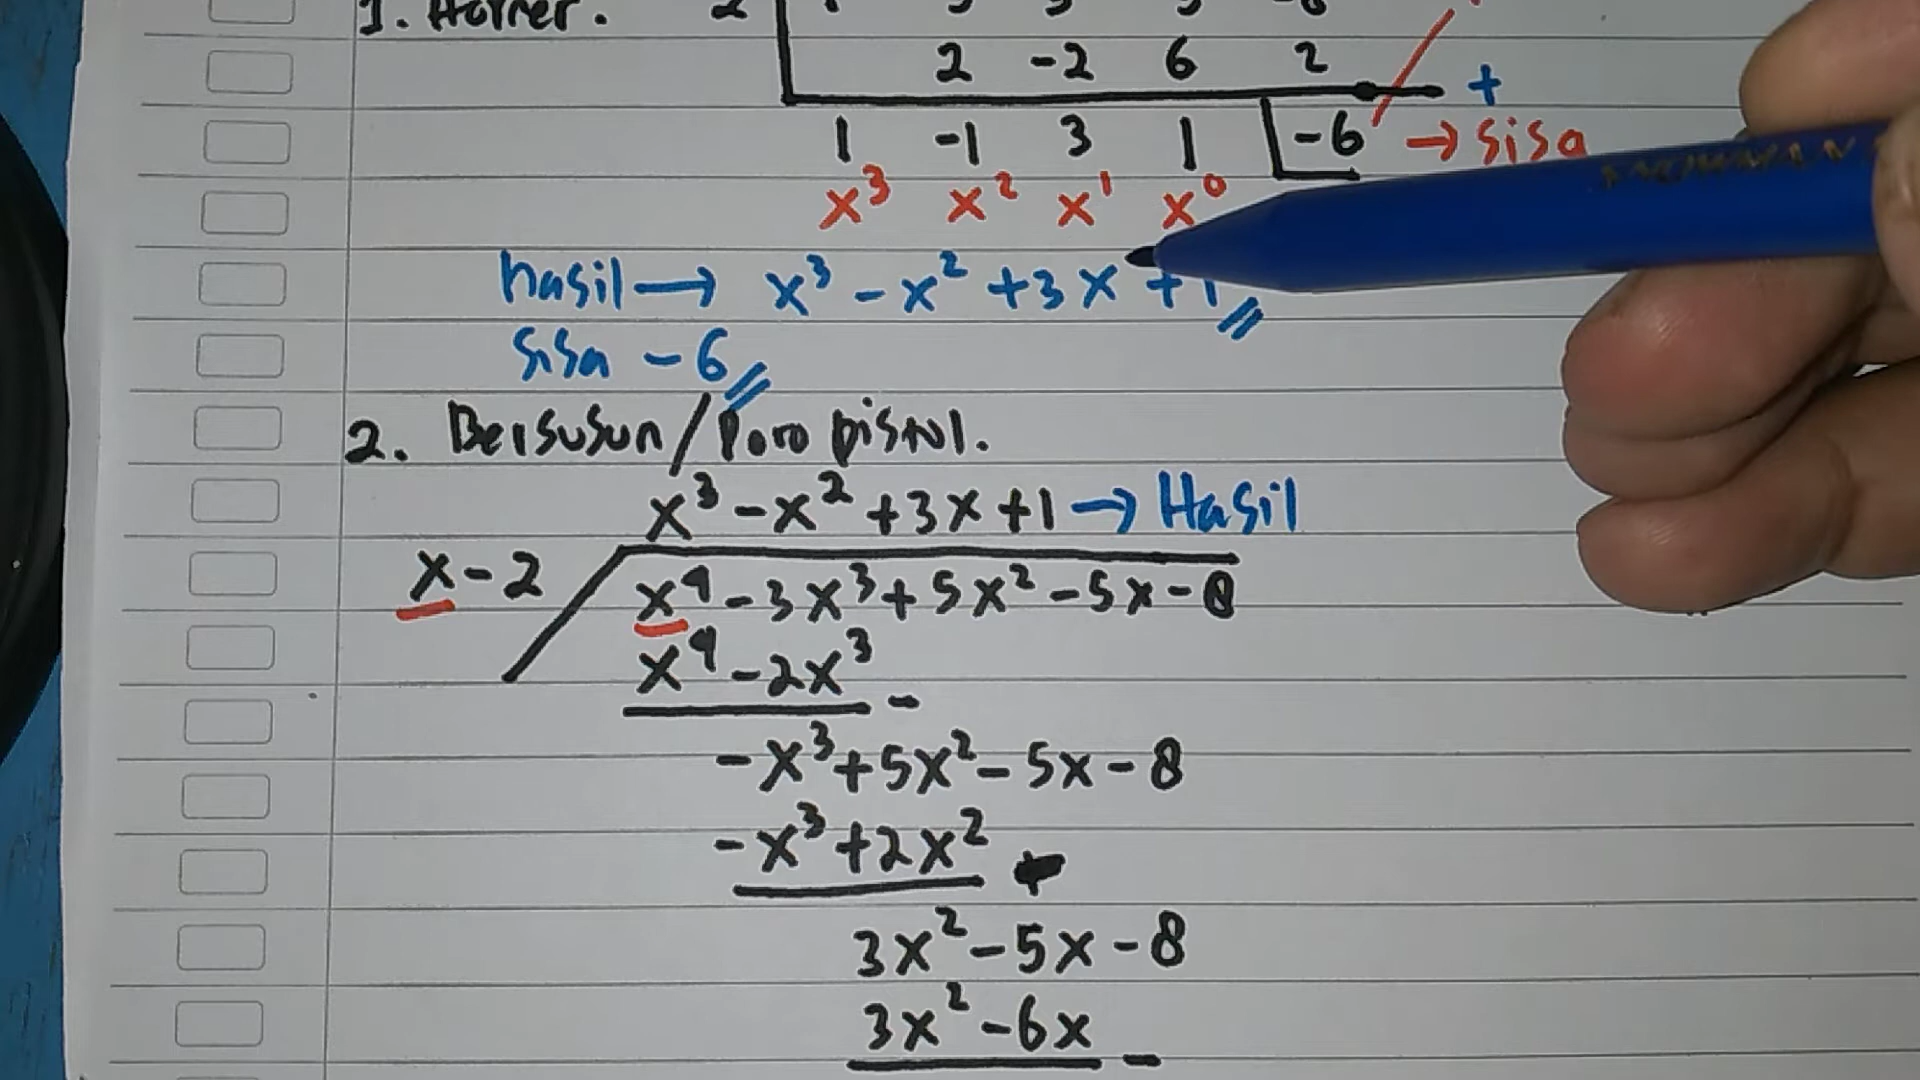 1. Horner. 2
2 -2 6 2 +
1 -1 3 1 -6 → sisa
x³ x² x¹ x⁰
hasil → x³ - x² + 3x + 1
Sisa - 6
2. Bersusun / Poro pistol.
x³ - x² + 3x + 1 → Hasil
x - 2 x⁴ - 3x³ + 5x² - 5x - 8
x⁴ - 2x³ -
-x³ + 5x² - 5x - 8
-x³ + 2x²
3x² - 5x - 8
3x² - 6x -